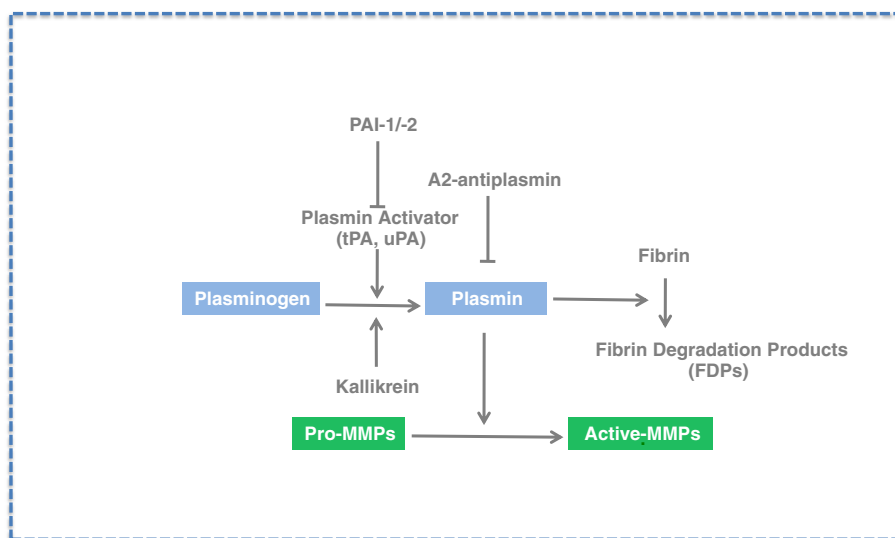 PAI-1/-2
A2-antiplasmin
Plasmin Activator
(tPA, uPA)
Fibrin
Plasminogen
Plasmin
Fibrin Degradation Products
(FDPs)
Kallikrein
Pro-MMPs
Active-MMPs